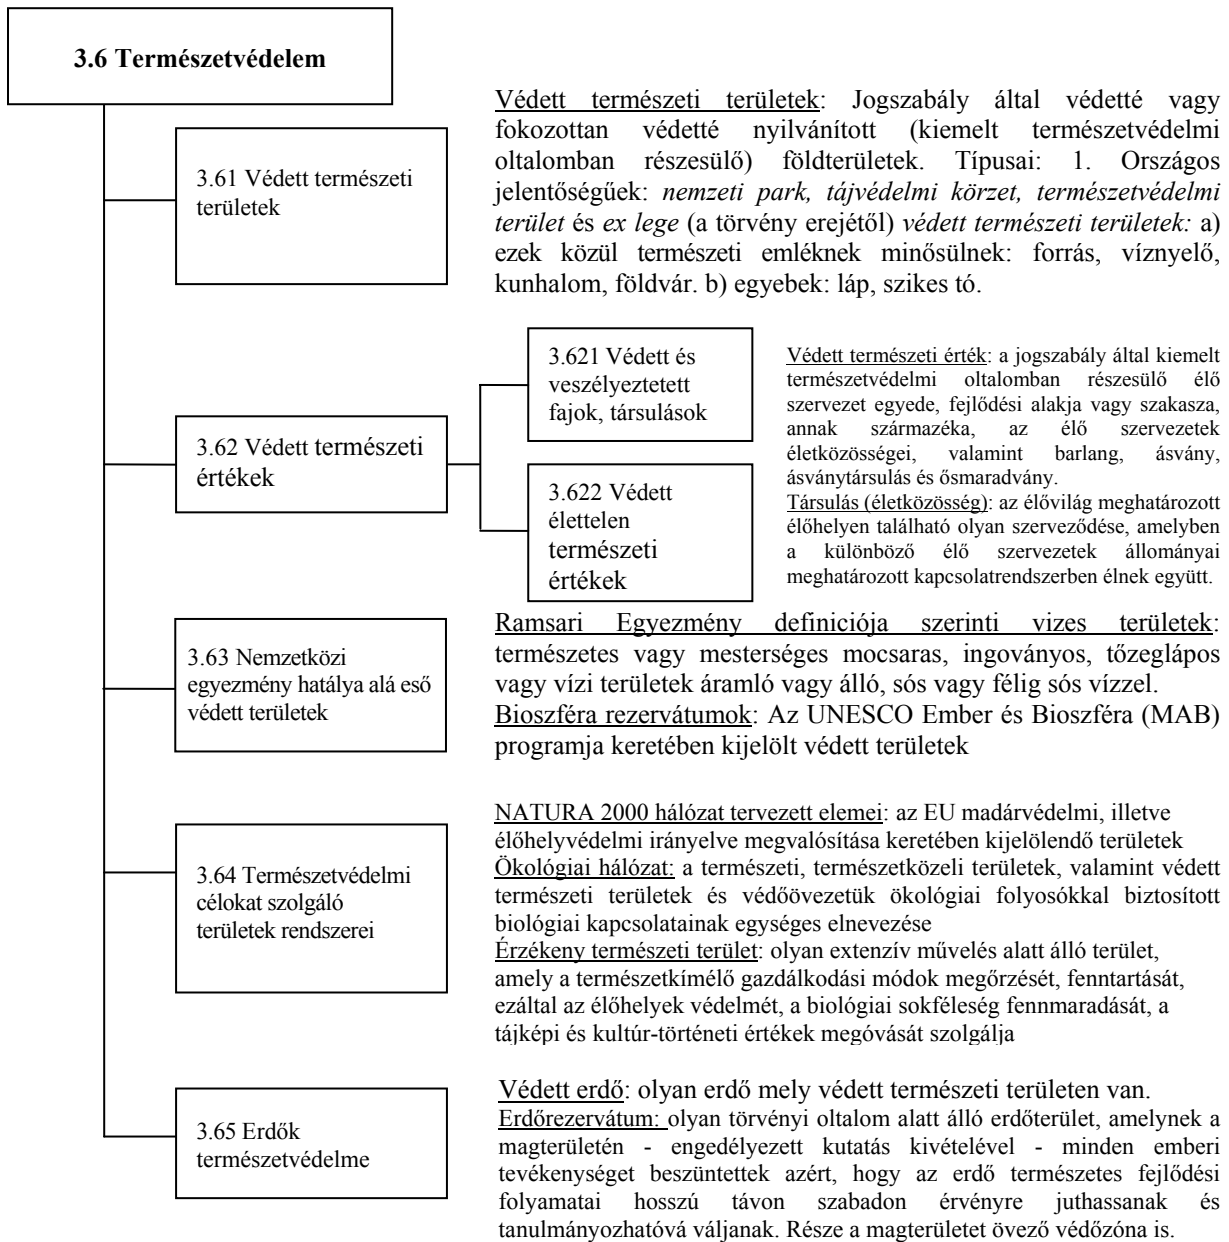 3.6 Természetvédelem
3.61 Védett természeti
területek
Védett természeti területek: Jogszabály által védetté vagy
fokozottan védetté nyilvánított (kiemelt természetvédelmi
oltalomban részesülő) földterületek. Típusai: 1. Országos
jelentőségűek: nemzeti park, tájvédelmi körzet, természetvédelmi
terület és ex lege (a törvény erejétől) védett természeti területek: a)
ezek közül természeti emléknek minősülnek: forrás, víznyelő,
kunhalom, földvár. b) egyebek: láp, szikes tó.
3.62 Védett természeti
értékek
3.621 Védett és
veszélyeztetett
fajok, társulások
3.622 Védett
élettelen
természeti
értékek
Védett természeti érték: a jogszabály által kiemelt
természetvédelmi oltalomban részesülő élő
szervezet egyede, fejlődési alakja vagy szakasza,
annak származéka, az élő szervezetek
életközösségei, valamint barlang, ásvány,
ásványtársulás és ősmaradvány.
Társulás (életközösség): az élővilág meghatározott
élőhelyen található olyan szerveződése, amelyben
a különböző élő szervezetek állományai
meghatározott kapcsolatrendszerben élnek együtt.
3.63 Nemzetközi
egyezmény hatálya alá eső
védett területek
Ramsari Egyezmény definiciója szerinti vizes területek:
természetes vagy mesterséges mocsaras, ingoványos, tőzeglápos
vagy vízi területek áramló vagy álló, sós vagy félig sós vízzel.
Bioszféra rezervátumok: Az UNESCO Ember és Bioszféra (MAB)
programja keretében kijelölt védett területek
3.64 Természetvédelmi
célokat szolgáló
területek rendszerei
NATURA 2000 hálózat tervezett elemei: az EU madárvédelmi, illetve
élőhelyvédelmi irányelve megvalósítása keretében kijelölendő területek
Ökológiai hálózat: a természeti, természetközeli területek, valamint védett
természeti területek és védőövezetük ökológiai folyosókkal biztosított
biológiai kapcsolatainak egységes elnevezése
Érzékeny természeti terület: olyan extenzív művelés alatt álló terület,
amely a természetkímélő gazdálkodási módok megőrzését, fenntartását,
ezáltal az élőhelyek védelmét, a biológiai sokféleség fennmaradását, a
tájképi és kultúr-történeti értékek megóvását szolgálja
3.65 Erdők
természetvédelme
Védett erdő: olyan erdő mely védett természeti területen van.
Erdőrezervátum: olyan törvényi oltalom alatt álló erdőterület, amelynek a
magterületén - engedélyezett kutatás kivételével - minden emberi
tevékenységet beszüntettek azért, hogy az erdő természetes fejlődési
folyamatai hosszú távon szabadon érvényre juthassanak és
tanulmányozhatóvá váljanak. Része a magterületet övező védőzóna is.